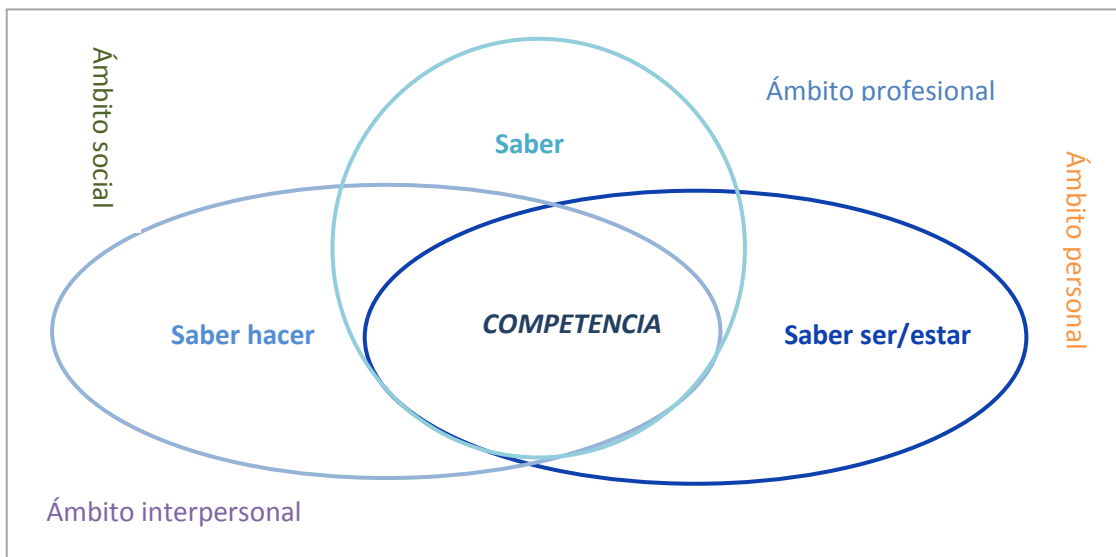 Ámbito social
Ámbito profesional
Saber
Ámbito personal
Saber hacer
COMPETENCIA
Saber ser/estar
Ámbito interpersonal